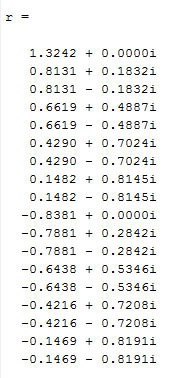 r =
1.3242 + 0.0000i
0.8131 + 0.1832i
0.8131 - 0.1832i
0.6619 + 0.4887i
0.6619 - 0.4887i
0.4290 + 0.7024i
0.4290 - 0.7024i
0.1482 + 0.8145i
0.1482 - 0.8145i
-0.8381 + 0.0000i
-0.7881 + 0.2842i
-0.7881 - 0.2842i
-0.6438 + 0.5346i
-0.6438 - 0.5346i
-0.4216 + 0.7208i
-0.4216 - 0.7208i
-0.1469 + 0.8191i
-0.1469 - 0.8191i